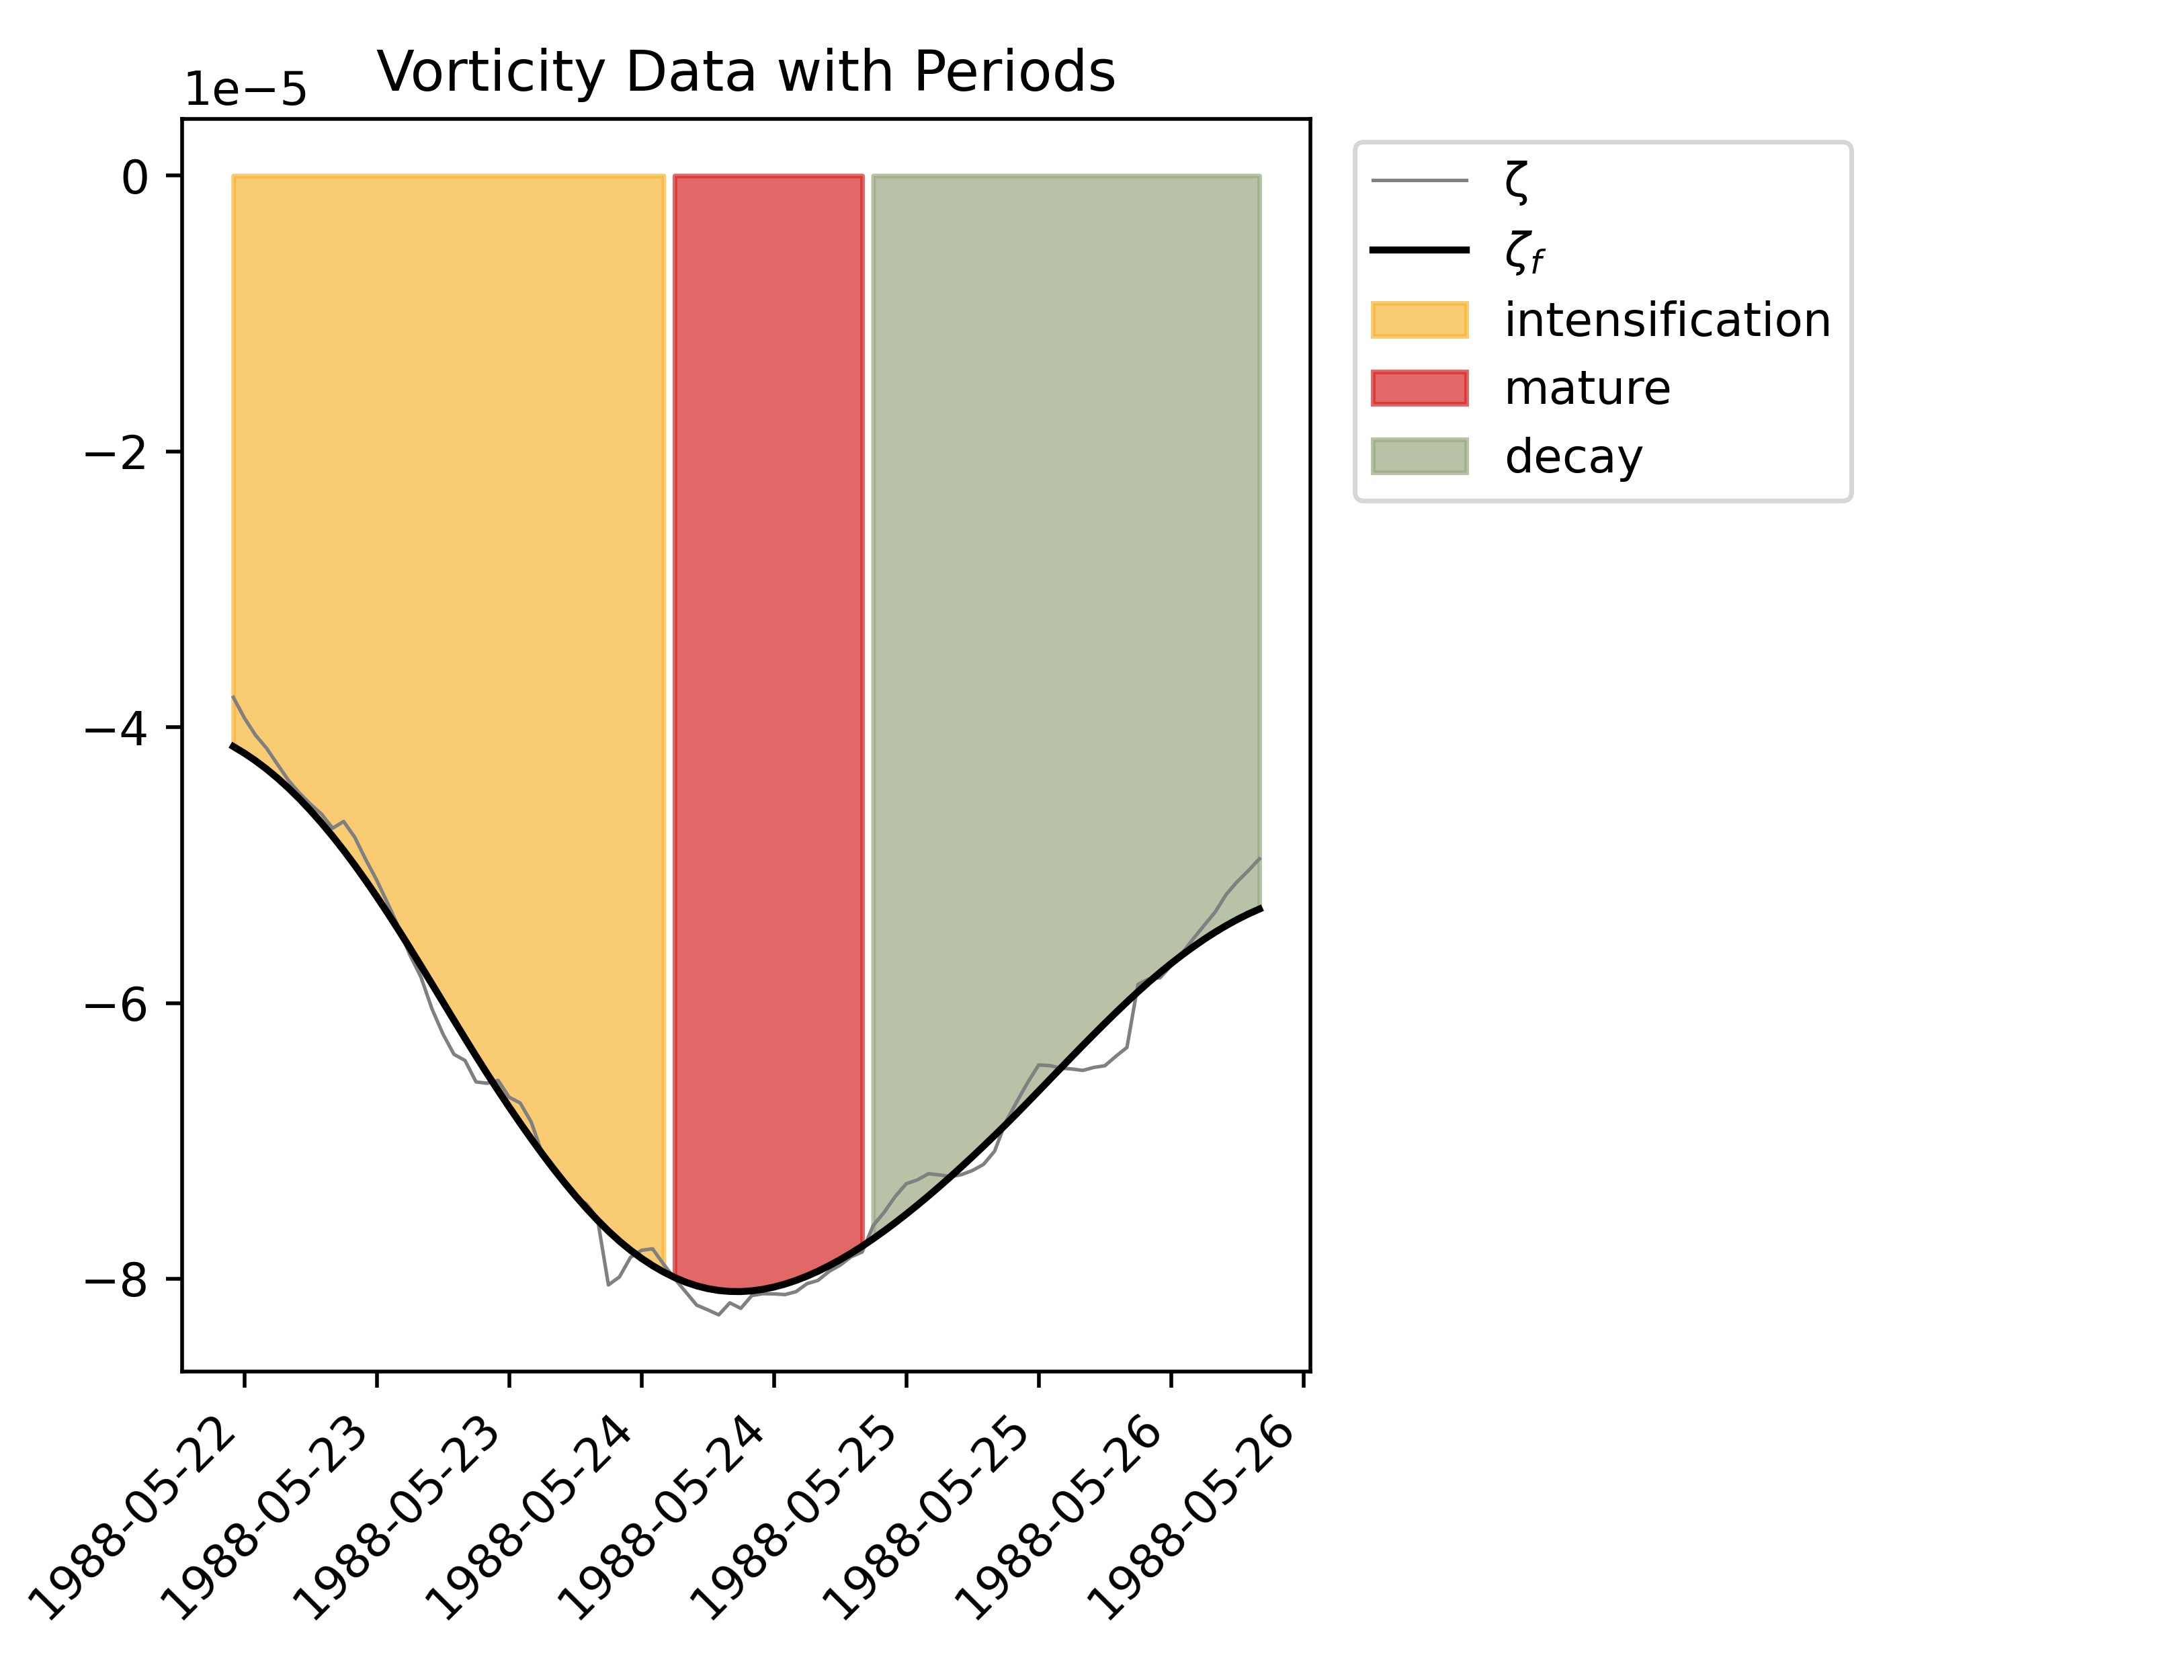 Vorticity Data with Periods
1e−5
0
−2
−4
−6
−8
1988-05-22
1988-05-23
1988-05-23
1988-05-24
1988-05-24
1988-05-25
1988-05-25
1988-05-26
1988-05-26
ζ
ζf
intensification
mature
decay